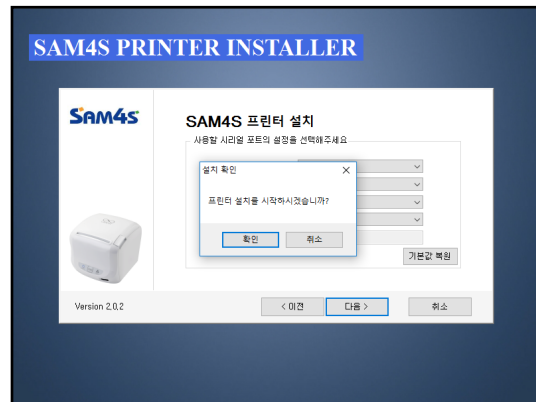 SAM4S PRINTER INSTALLER
SAM4S
SAM4S 프린터 설치
사용할 시리얼 포트의 설정을 선택해주세요
설치 확인
프린터 설치를 시작하시겠습니까?
확인 취소
기본값 복원
Version 2.0.2
< 이전 다음 > 취소